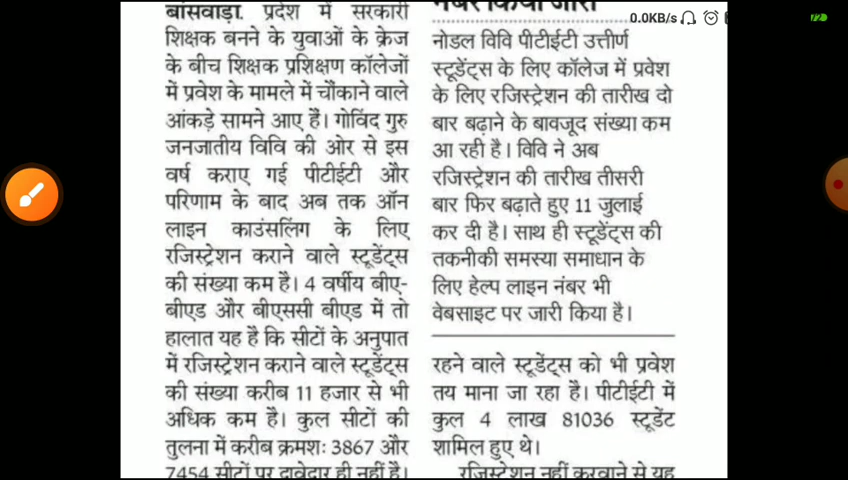 बांसवाड़ा. प्रदेश में सरकारी
शिक्षक बनने के युवाओं के क्रेज
के बीच शिक्षक प्रशिक्षण कॉलेजों
में प्रवेश के मामले में चौंकाने वाले
आंकड़े सामने आए हैं। गोविंद गुरु
जनजातीय विवि की ओर से इस
वर्ष कराए गई पीटीईटी और
परिणाम के बाद अब तक ऑन
लाइन काउंसलिंग के लिए
रजिस्ट्रेशन कराने वाले स्टूडेंट्स
की संख्या कम है। 4 वर्षीय बीए-
बीएड और बीएससी बीएड में तो
हालात यह है कि सीटों के अनुपात
में रजिस्ट्रेशन कराने वाले स्टूडेंट्स
की संख्या करीब 11 हजार से भी
अधिक कम है। कुल सीटों की
तुलना में करीब क्रमशः 3867 और
7454 सीटों पर दावेदार ही नहीं है।
नंबर किया जारी
0.0KB/s
नोडल विवि पीटीईटी उत्तीर्ण
स्टूडेंट्स के लिए कॉलेज में प्रवेश
के लिए रजिस्ट्रेशन की तारीख दो
बार बढ़ाने के बावजूद संख्या कम
आ रही है। विवि ने अब
रजिस्ट्रेशन की तारीख तीसरी
बार फिर बढ़ाते हुए 11 जुलाई
कर दी है। साथ ही स्टूडेंट्स की
तकनीकी समस्या समाधान के
लिए हेल्प लाइन नंबर भी
वेबसाइट पर जारी किया है।
रहने वाले स्टूडेंट्स को भी प्रवेश
तय माना जा रहा है। पीटीईटी में
कुल 4 लाख 81036 स्टूडेंट
शामिल हुए थे।
रजिस्ट्रेशन नहीं करवाने से यह